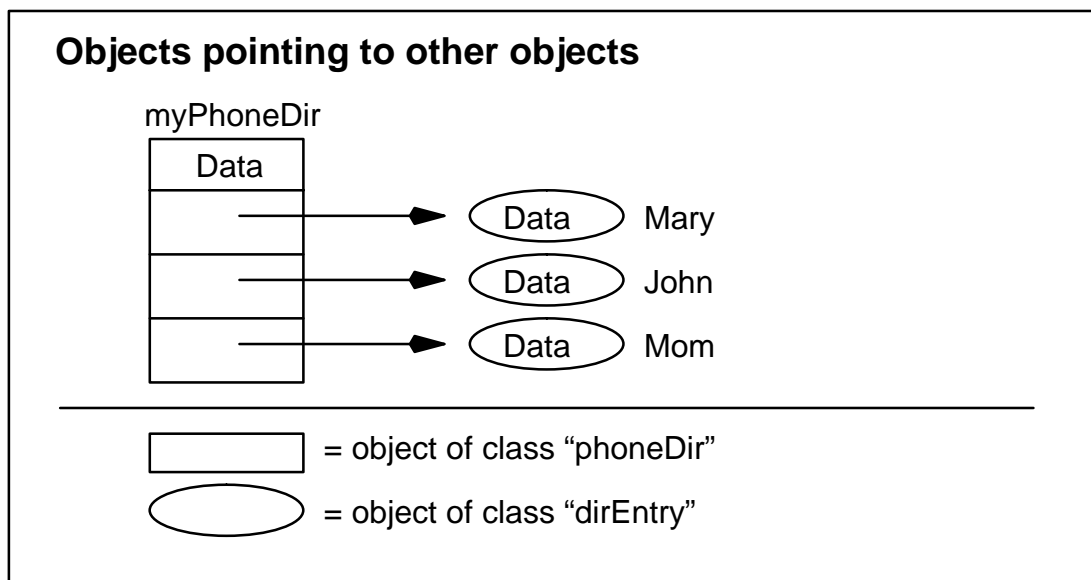 Objects pointing to other objects
myPhoneDir
Data
Data Mary
Data John
Data Mom
= object of class “phoneDir”
= object of class “dirEntry”